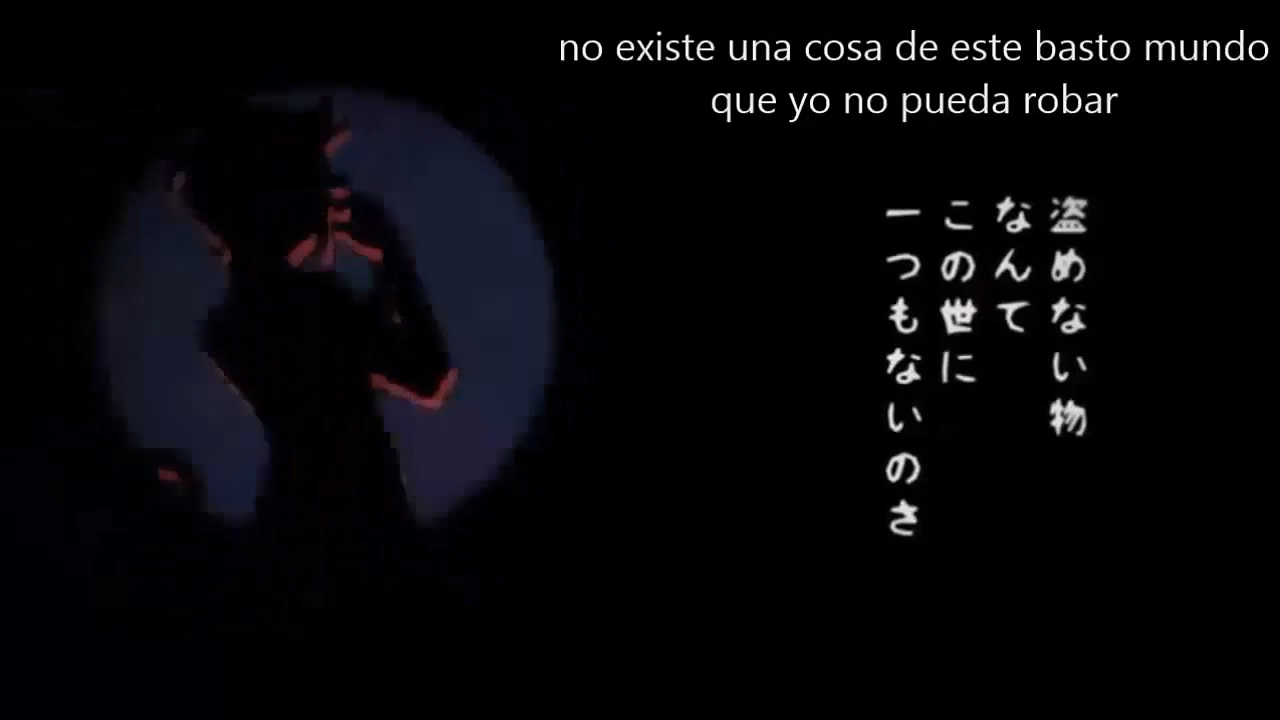 no existe una cosa de este basto mundo
que yo no pueda robar
盗めない物
なんて
この世に
一つもないのさ